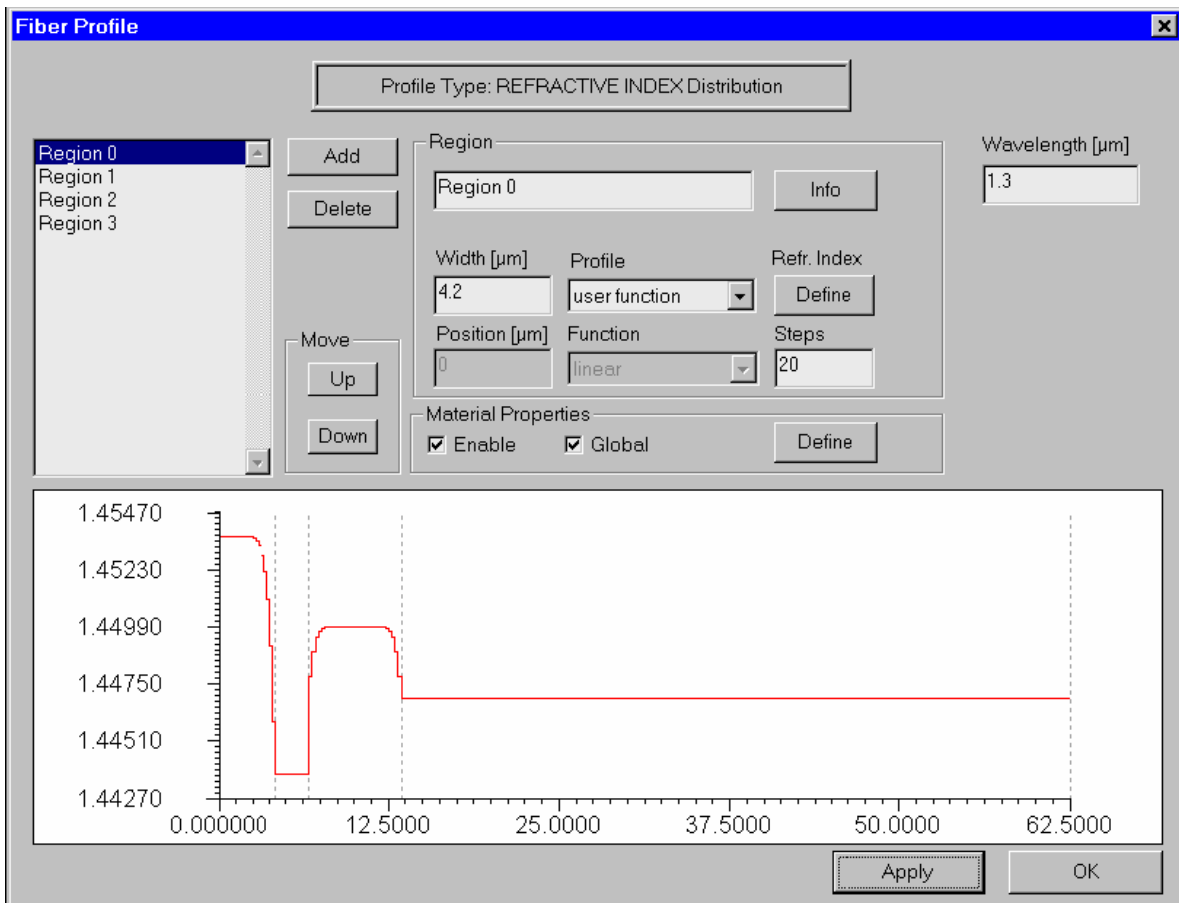 Fiber Profile
Profile Type: REFRACTIVE INDEX Distribution
Region 0
Region 1
Region 2
Region 3
Add
Delete
Move
Up
Down
Region
Region 0
Info
Width [µm]
Profile
Refr. Index
4.2
user function
Define
Position [µm]
Function
Steps
0
linear
20
Material Properties
Enable
Global
Define
Wavelength [µm]
1.3
1.45470
1.45230
1.44990
1.44750
1.44510
1.44270
0.000000 12.5000 25.0000 37.5000 50.0000 62.5000
Apply
OK